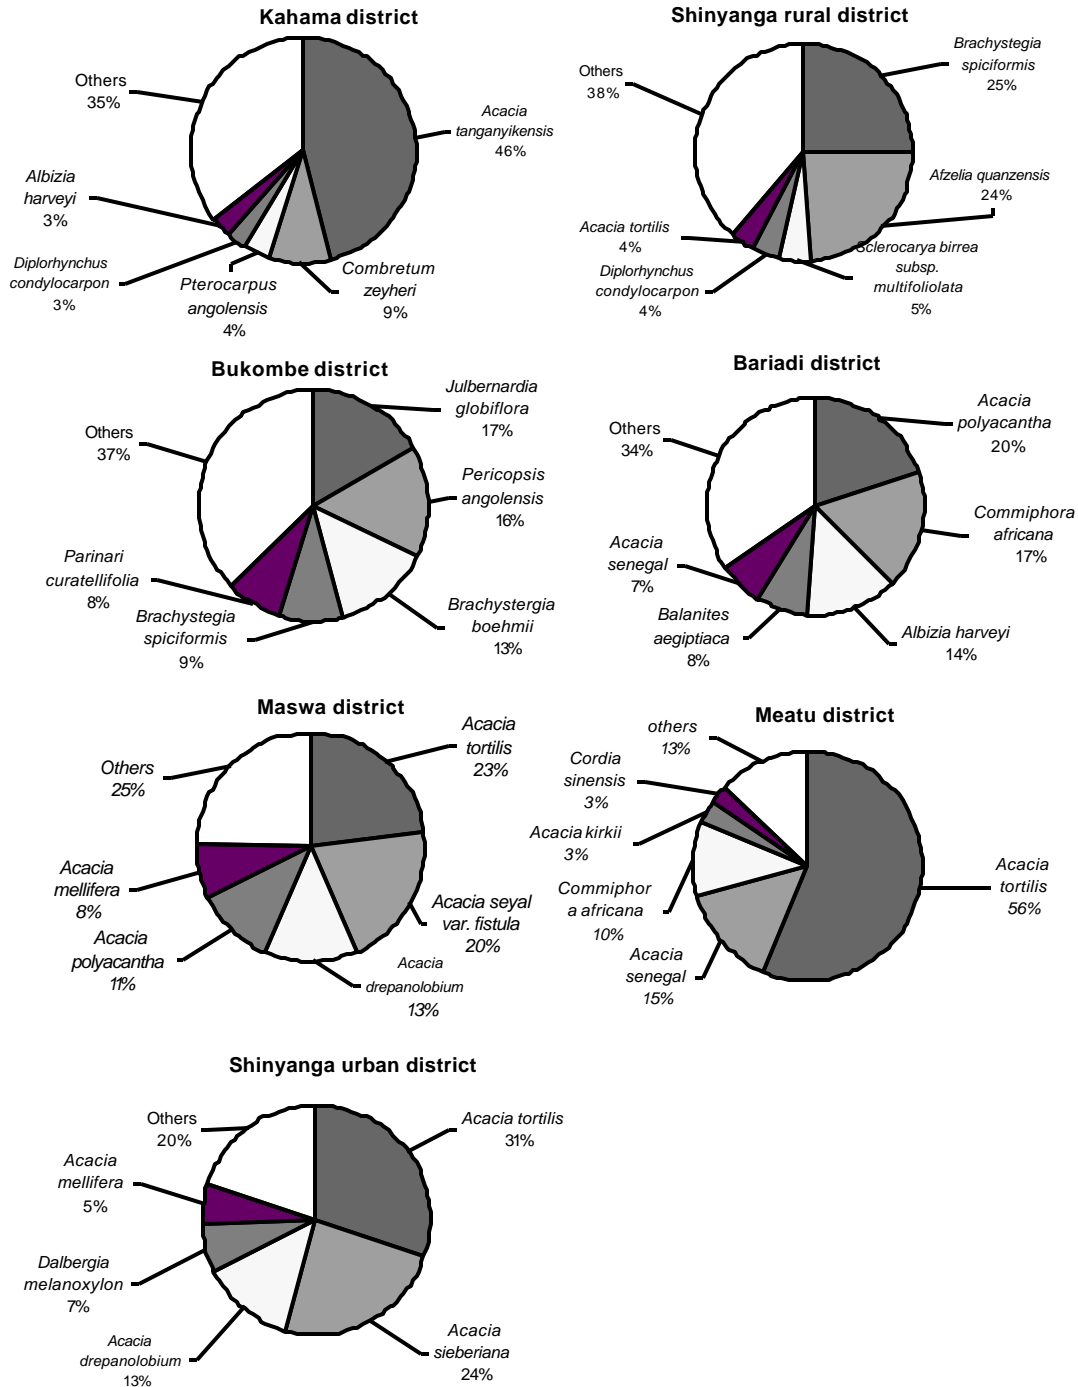 Kahama district
Others
35%
Acacia
tanganyikensis
46%
Albizia
harveyi
3%
Diplorhynchus
condylocarpon
3%
Pterocarpus
angolensis
4%
Combretum
zeyheri
9%
Shinyanga rural district
Others
38%
Brachystegia
spiciformis
25%
Afzelia quanzensis
24%
Acacia tortilis
4%
Diplorhynchus
condylocarpon
4%
Sclerocarya birrea
subsp.
multifoliolata
5%
Bukombe district
Others
37%
Julbernardia
globiflora
17%
Pericopsis
angolensis
16%
Parinari
curatellifolia
8%
Brachystegia
spiciformis
9%
Brachystergia
boehmii
13%
Bariadi district
Others
34%
Acacia
polyacantha
20%
Commiphora
africana
17%
Acacia
senegal
7%
Balanites
aegiptiaca
8%
Albizia harveyi
14%
Maswa district
Others
25%
Acacia
tortilis
23%
Acacia
mellifera
8%
Acacia
polyacantha
11%
Acacia seyal
var. fistula
20%
Acacia
drepanolobium
13%
Meatu district
others
13%
Cordia
sinensis
3%
Acacia kirkii
3%
Commiphor
a africana
10%
Acacia
senegal
15%
Acacia
tortilis
56%
Shinyanga urban district
Others
20%
Acacia tortilis
31%
Acacia
mellifera
5%
Dalbergia
melanoxylon
7%
Acacia
drepanolobium
13%
Acacia
sieberiana
24%